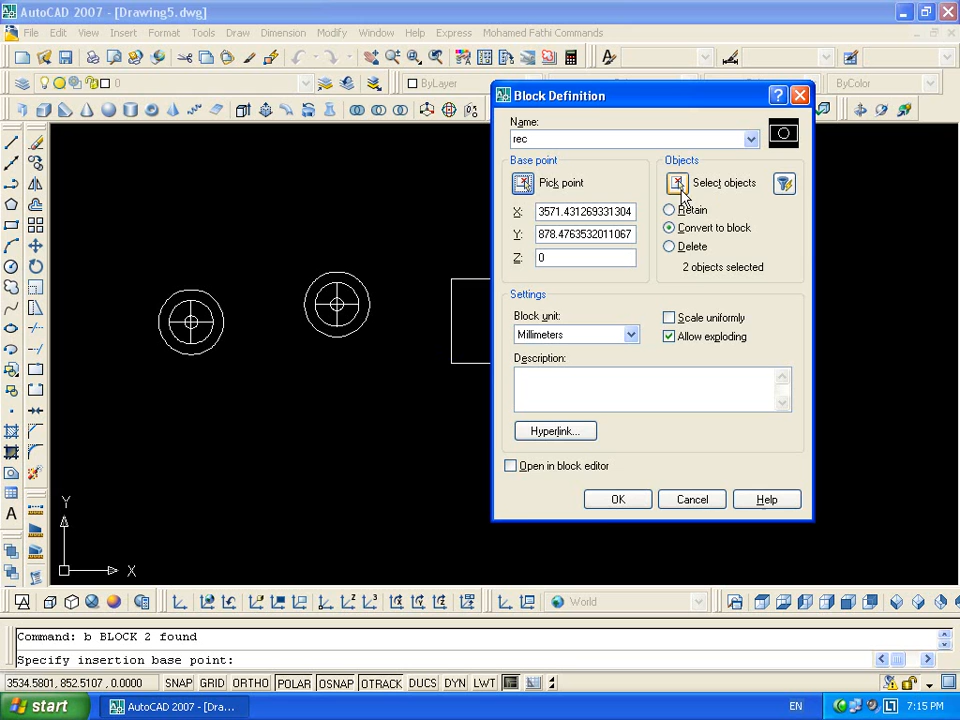 AutoCAD 2007 - [Drawing5.dwg]
File Edit View Insert Format Tools Draw Dimension Modify Window Help Express Mohamed Fathi Commands
0
ByLayer
ByColor
Block Definition
Name:
rec
Base point
Pick point
X: 3571.431269331304
Y: 878.4763532011067
Z: 0
Objects
Select objects
Retain
Convert to block
Delete
2 objects selected
Settings
Block unit:
Millimeters
Scale uniformly
Allow exploding
Description:
Hyperlink...
Open in block editor
OK Cancel Help
A
Y
X
World
Command: b BLOCK 2 found
Specify insertion base point:
3534.5801, 852.5107, 0.0000 SNAP GRID ORTHO POLAR OSNAP OTRACK DUCS DYN LWT
start AutoCAD 2007 - [Dra... EN 7:15 PM